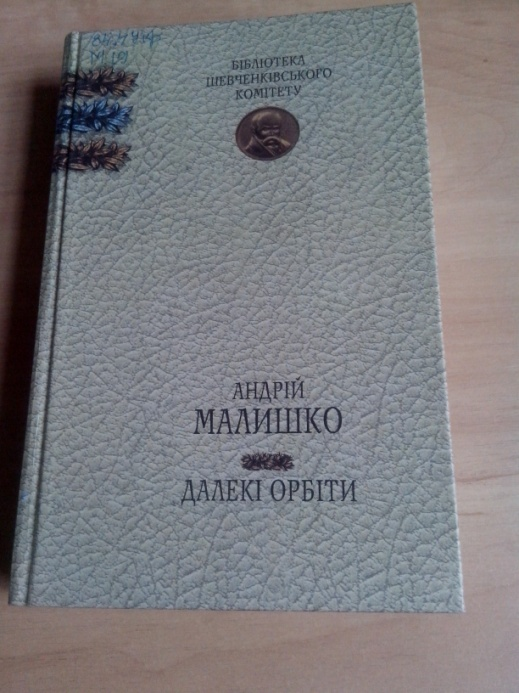 БІБЛІОТЕКА
ШЕВЧЕНКІВСЬКОГО
КОМІТЕТУ
АНДРІЙ
МАЛИШКО
ДАЛЕКІ ОРБІТИ